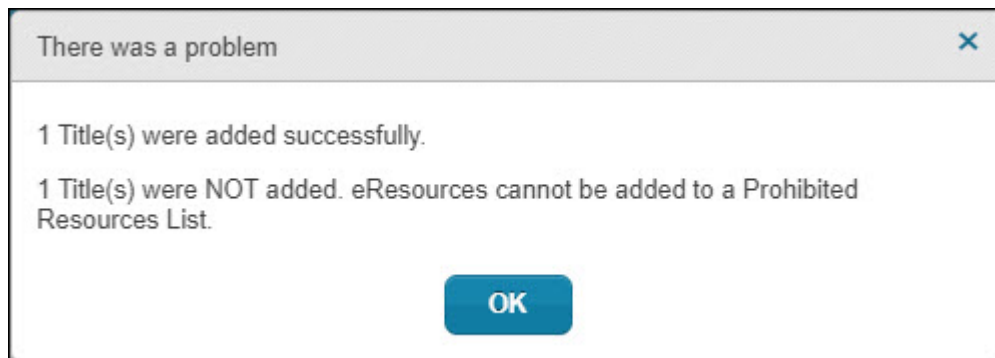 There was a problem
×
1 Title(s) were added successfully.
1 Title(s) were NOT added. eResources cannot be added to a Prohibited
Resources List.
OK